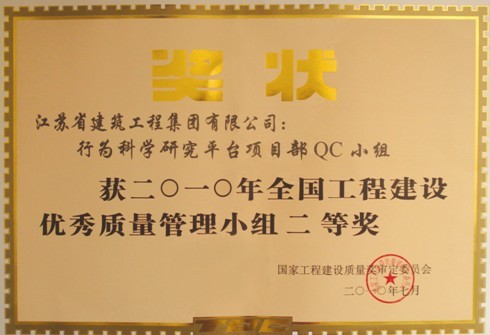 奖状
江苏省建筑工程集团有限公司：
行为科学研究平台项目部QC小组
获二〇一〇年全国工程建设
优秀质量管理小组二等奖
国家工程建设质量奖审定委员会
二〇一〇年七月